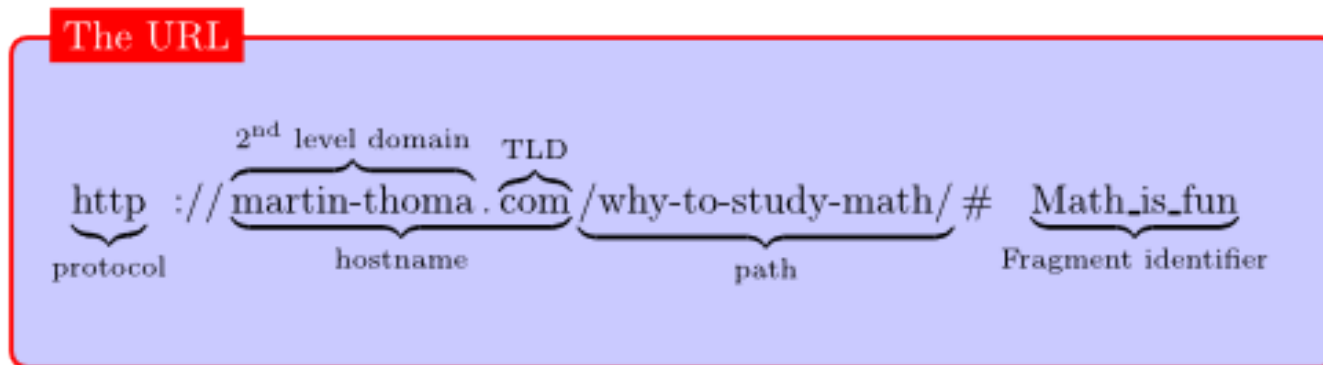 The URL
2nd level domain TLD
http :// martin-thoma . com /why-to-study-math/ # Math_is_fun
protocol hostname path Fragment identifier